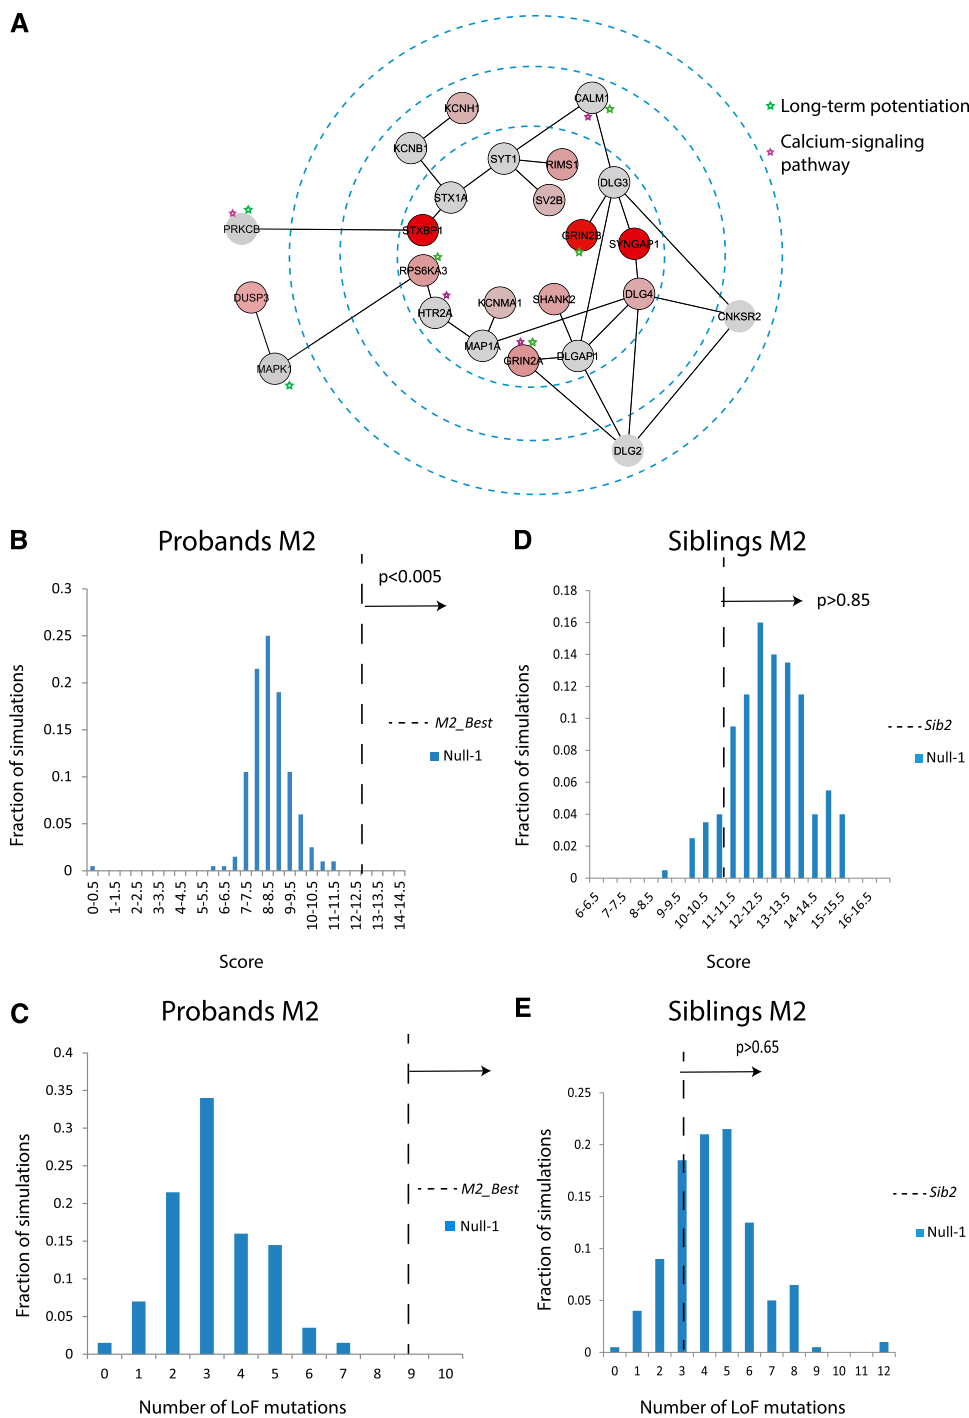 A
KCNH1
CALM1
Long-term potentiation
KCNB1
SYT1
RIMS1
Calcium-signaling
pathway
STX1A
SV2B
DLG3
PRKCB
STXBP1
GRIN2B
SYNGAP1
RPS6KA3
DUSP3
HTR2A
KCNMA1
SHANK2
DLG4
CNKSR2
MAP1A
MAPK1
GRIN2A
DLGAP1
DLG2
B
Probands M2
p<0.005
0.3
0.25
0.2
0.15
0.1
0.05
0
Fraction of simulations
M2_Best
Null-1
0-0.5
1-1.5
2-2.5
3-3.5
4-4.5
5-5.5
6-6.5
7-7.5
8-8.5
9-9.5
10-10.5
11-11.5
12-12.5
13-13.5
14-14.5
Score
D
Siblings M2
p>0.85
0.18
0.16
0.14
0.12
0.1
0.08
0.06
0.04
0.02
0
Fraction of simulations
Sib2
Null-1
6-6.5
7-7.5
8-8.5
9-9.5
10-10.5
11-11.5
12-12.5
13-13.5
14-14.5
15-15.5
16-16.5
Score
C
Probands M2
0.4
0.35
0.3
0.25
0.2
0.15
0.1
0.05
0
Fraction of simulations
M2_Best
Null-1
0 1 2 3 4 5 6 7 8 9 10
Number of LoF mutations
E
Siblings M2
p>0.65
0.25
0.2
0.15
0.1
0.05
0
Fraction of simulations
Sib2
Null-1
0 1 2 3 4 5 6 7 8 9 10 11 12
Number of LoF mutations